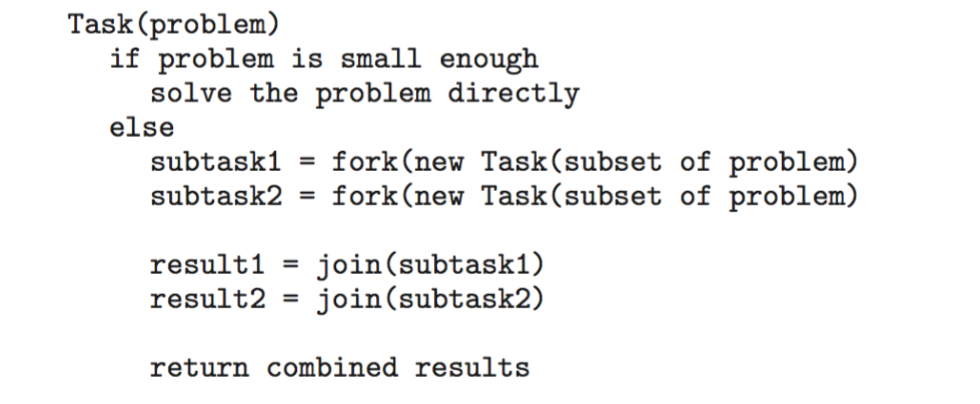 Task(problem)
if problem is small enough
solve the problem directly
else
subtask1 = fork(new Task(subset of problem)
subtask2 = fork(new Task(subset of problem)
result1 = join(subtask1)
result2 = join(subtask2)
return combined results